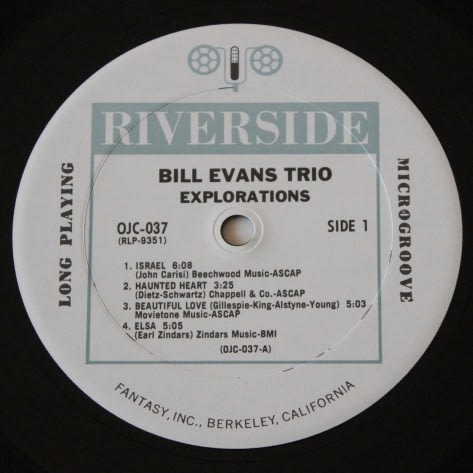 RIVERSIDE
LONG PLAYING
MICROGROOVE
BILL EVANS TRIO
EXPLORATIONS
OJC-037
(RLP-9351)
SIDE 1
1. ISRAEL 6:08
(John Carisi) Beechwood Music-ASCAP
2. HAUNTED HEART 3:25
(Dietz-Schwartz) Chappell & Co.-ASCAP
3. BEAUTIFUL LOVE (Gillespie-King-Alstyne-Young) 5:03
Movietone Music-ASCAP
4. ELSA 5:05
(Earl Zindars) Zindars Music-BMI
(OJC-037-A)
FANTASY, INC., BERKELEY, CALIFORNIA